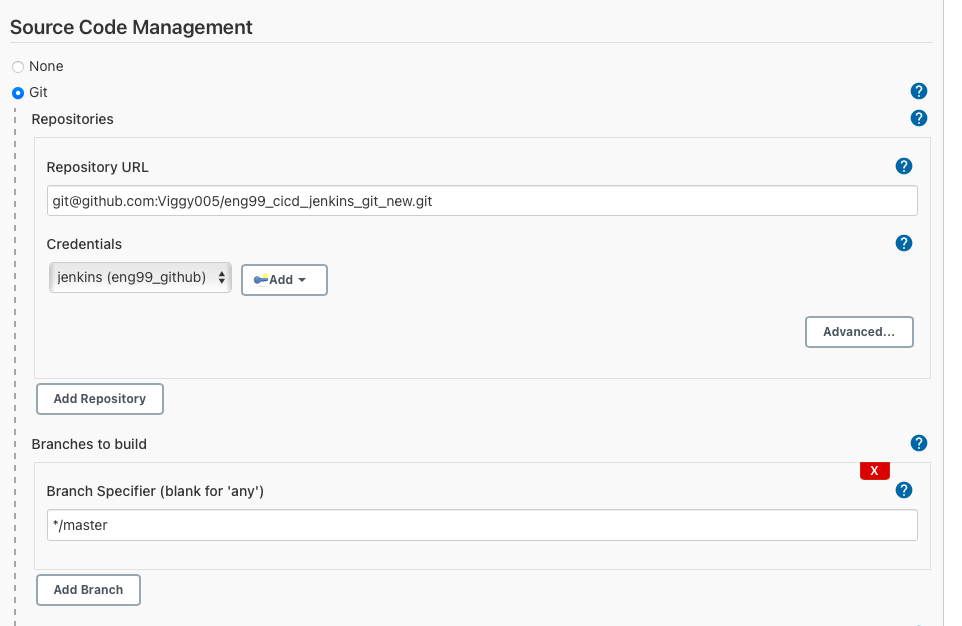 Source Code Management
None
Git
?
Repositories
?
Repository URL
?
git@github.com:Viggy005/eng99_cicd_jenkins_git_new.git
Credentials
?
jenkins (eng99_github)
Add
Advanced...
Add Repository
Branches to build
?
X
Branch Specifier (blank for 'any')
?
*/master
Add Branch